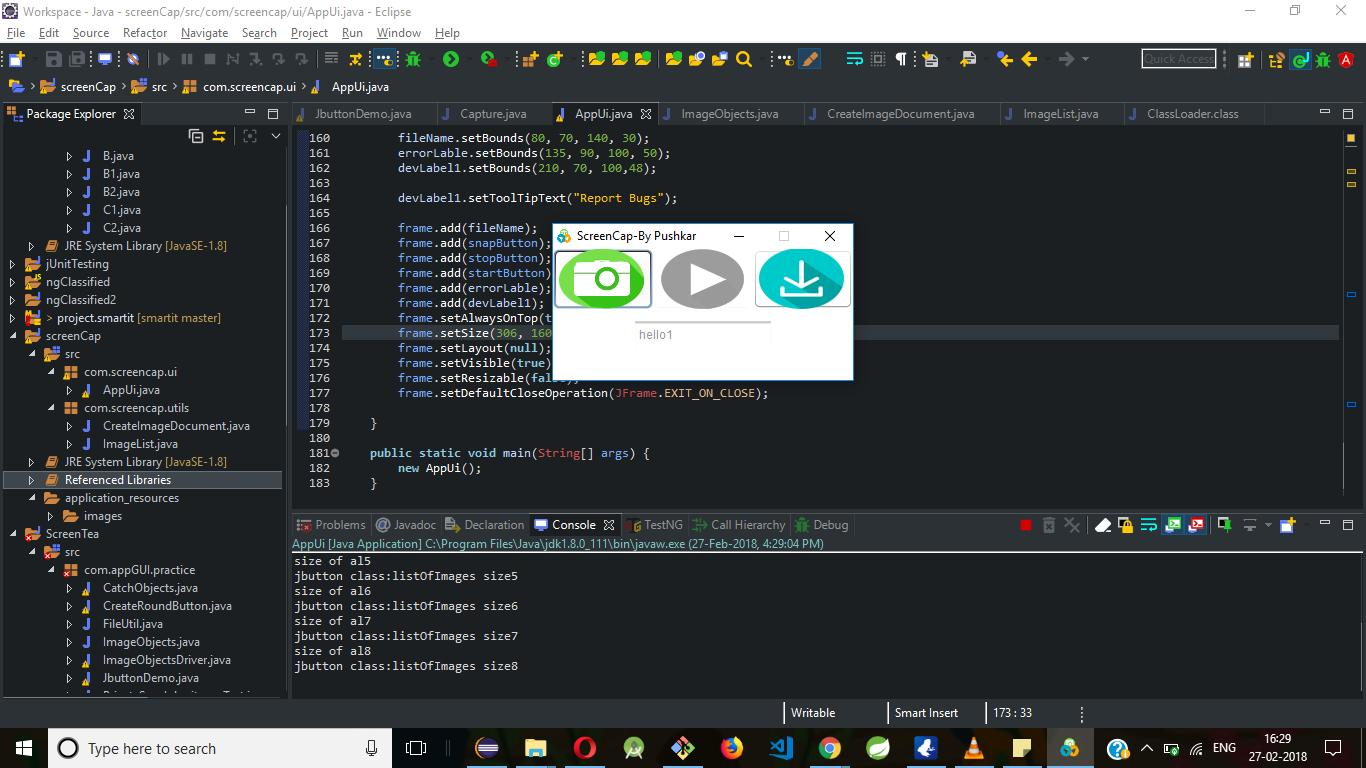 Workspace - Java - screenCap/src/com/screencap/ui/AppUi.java - Eclipse
File Edit Source Refactor Navigate Search Project Run Window Help
Quick Access
screenCap src com.screencap.ui AppUi.java
Package Explorer
B.java
B1.java
B2.java
C1.java
C2.java
JRE System Library [JavaSE-1.8]
jUnitTesting
ngClassified
ngClassified2
> project.smartit [smartit master]
screenCap
src
com.screencap.ui
AppUi.java
com.screencap.utils
CreateImageDocument.java
ImageList.java
JRE System Library [JavaSE-1.8]
Referenced Libraries
application_resources
images
ScreenTea
src
com.appGUI.practice
CatchObjects.java
CreateRoundButton.java
FileUtil.java
ImageObjects.java
ImageObjectsDriver.java
JbuttonDemo.java
JbuttonDemo.java Capture.java AppUi.java ImageObjects.java CreateImageDocument.java ImageList.java ClassLoader.class
160 fileName.setBounds(80, 70, 140, 30);
161 errorLable.setBounds(135, 90, 100, 50);
162 devLabel1.setBounds(210, 70, 100,48);
163
164 devLabel1.setToolTipText("Report Bugs");
165
166 frame.add(fileName);
167 frame.add(snapButton);
168 frame.add(stopButton);
169 frame.add(startButton)
170 frame.add(errorLable);
171 frame.add(devLabel1);
172 frame.setAlwaysOnTop(t
173 frame.setSize(306, 160
174 frame.setLayout(null);
175 frame.setVisible(true)
176 frame.setResizable(false);
177 frame.setDefaultCloseOperation(JFrame.EXIT_ON_CLOSE);
178
179 }
180
181 public static void main(String[] args) {
182 new AppUi();
183 }
ScreenCap-By Pushkar
hello1
Problems Javadoc Declaration Console TestNG Call Hierarchy Debug
AppUi [Java Application] C:\Program Files\Java\jdk1.8.0_111\bin\javaw.exe (27-Feb-2018, 4:29:04 PM)
size of al5
jbutton class:listOfImages size5
size of al6
jbutton class:listOfImages size6
size of al7
jbutton class:listOfImages size7
size of al8
jbutton class:listOfImages size8
Writable Smart Insert 173 : 33
Type here to search
ENG
16:29
27-02-2018